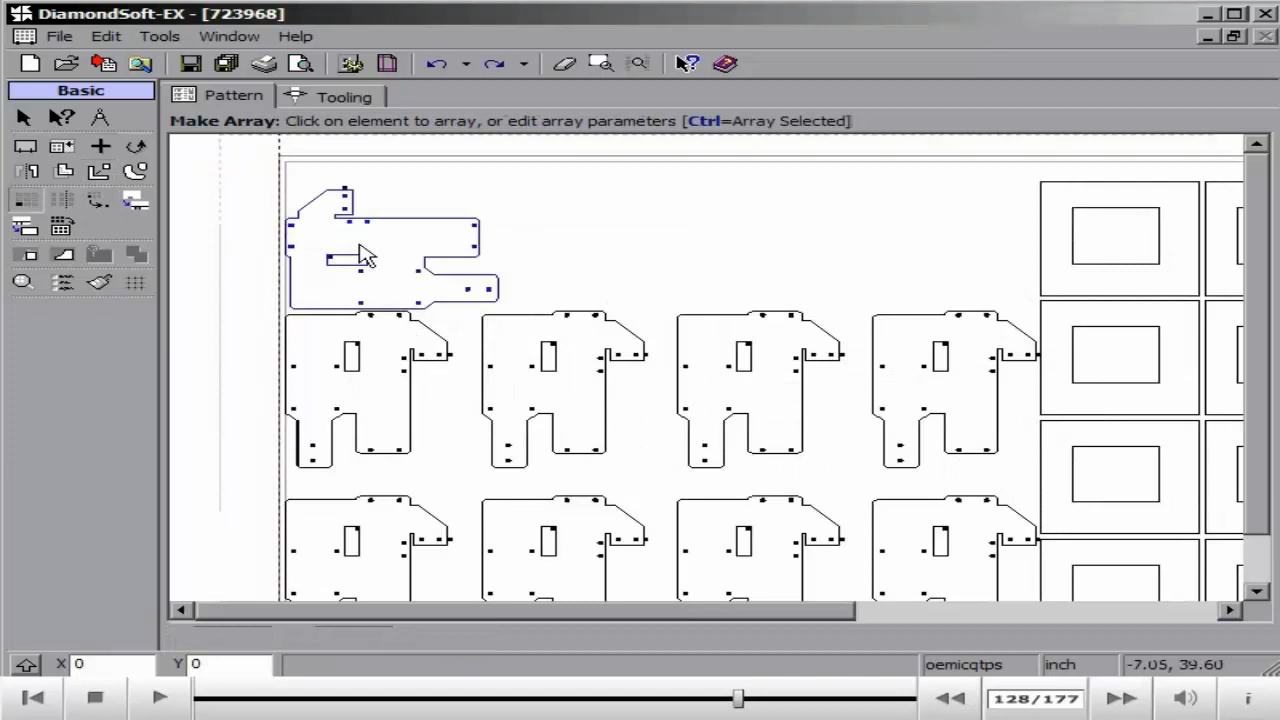 DiamondSoft-EX - [723968]
File Edit Tools Window Help
Basic
Pattern Tooling
Make Array: Click on element to array, or edit array parameters [Ctrl=Array Selected]
X 0 Y 0 oemicqtps inch -7.05, 39.60
128/177